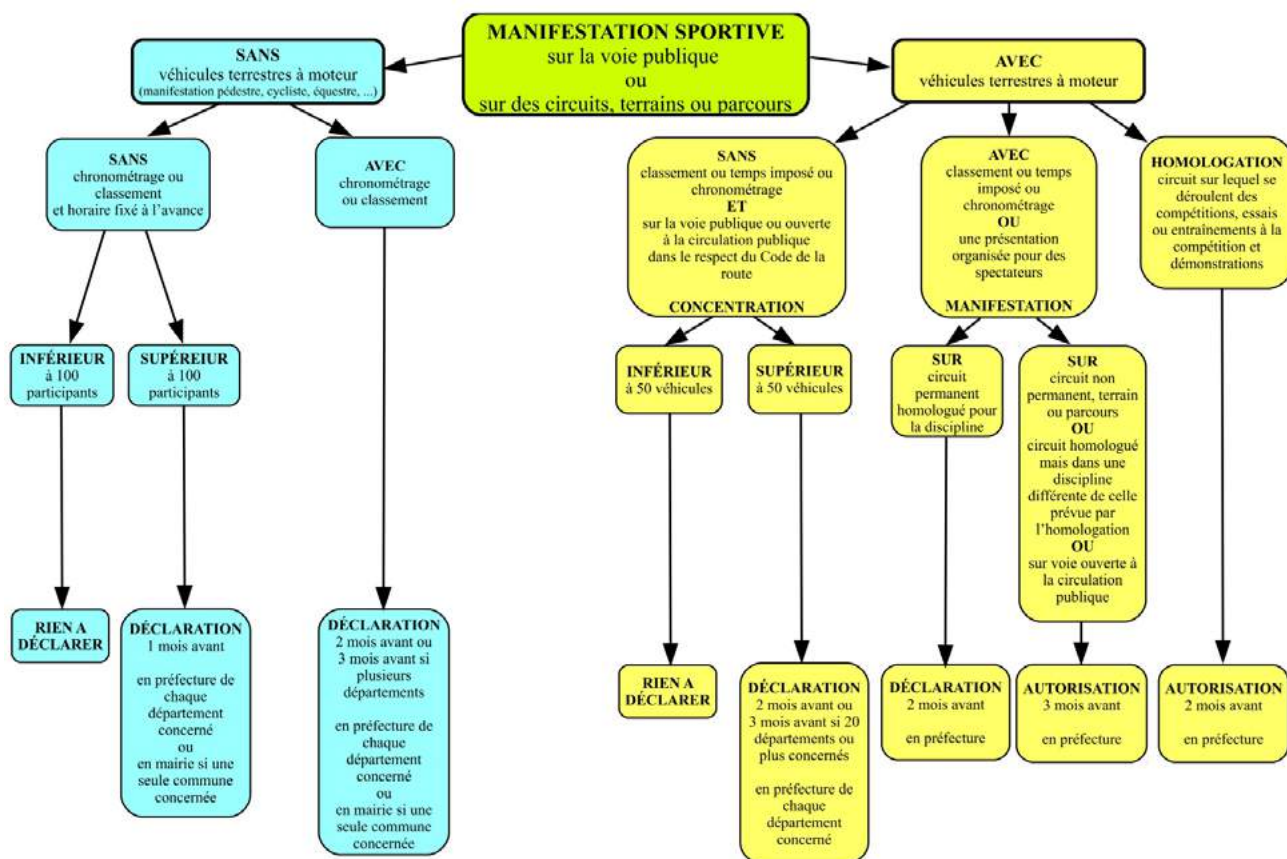 MANIFESTATION SPORTIVE
sur la voie publique
ou
sur des circuits, terrains ou parcours
SANS
véhicules terrestres à moteur
(manifestation pédestre, cycliste, équestre, ...)
AVEC
véhicules terrestres à moteur
SANS
chronométrage ou
classement
et horaire fixé à l'avance
AVEC
chronométrage
ou classement
SANS
classement ou temps imposé ou
chronométrage
ET
sur la voie publique ou ouverte
à la circulation publique
dans le respect du Code de la
route
CONCENTRATION
AVEC
classement ou temps
imposé ou
chronométrage
OU
une présentation
organisée pour des
spectateurs
MANIFESTATION
HOMOLOGATION
circuit sur lequel se
déroulent des
compétitions, essais
ou entraînements à la
compétition et
démonstrations
INFÉRIEUR
à 100
participants
SUPÉREIUR
à 100
participants
INFÉRIEUR
à 50 véhicules
SUPÉRIEUR
à 50 véhicules
SUR
circuit
permanent
homologué pour
la discipline
SUR
circuit non
permanent, terrain
ou parcours
OU
circuit homologué
mais dans une
discipline
différente de celle
prévue par
l'homologation
OU
sur voie ouverte à
la circulation
publique
RIEN A
DÉCLARER
DÉCLARATION
1 mois avant
en préfecture de
chaque
département
concerné
ou
en mairie si une
seule commune
concernée
DÉCLARATION
2 mois avant ou
3 mois avant si
plusieurs
départements
en préfecture de
chaque
département
concerné
ou
en mairie si une
seule commune
concernée
RIEN A
DÉCLARER
DÉCLARATION
2 mois avant ou
3 mois avant si 20
départements ou
plus concernés
en préfecture de
chaque
département
concerné
DÉCLARATION
2 mois avant
en préfecture
AUTORISATION
3 mois avant
en préfecture
AUTORISATION
2 mois avant
en préfecture